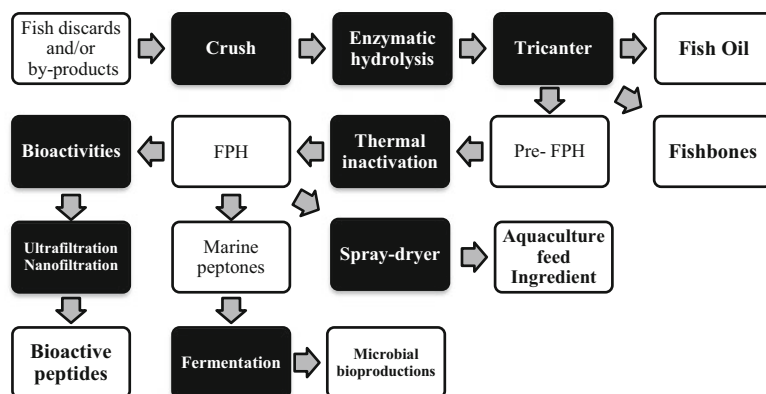 Fish discards
and/or
by-products
Crush
Enzymatic
hydrolysis
Tricanter
Fish Oil
Bioactivities
FPH
Thermal
inactivation
Pre- FPH
Fishbones
Ultrafiltration
Nanofiltration
Marine
peptones
Spray-dryer
Aquaculture
feed
Ingredient
Bioactive
peptides
Fermentation
Microbial
bioproductions